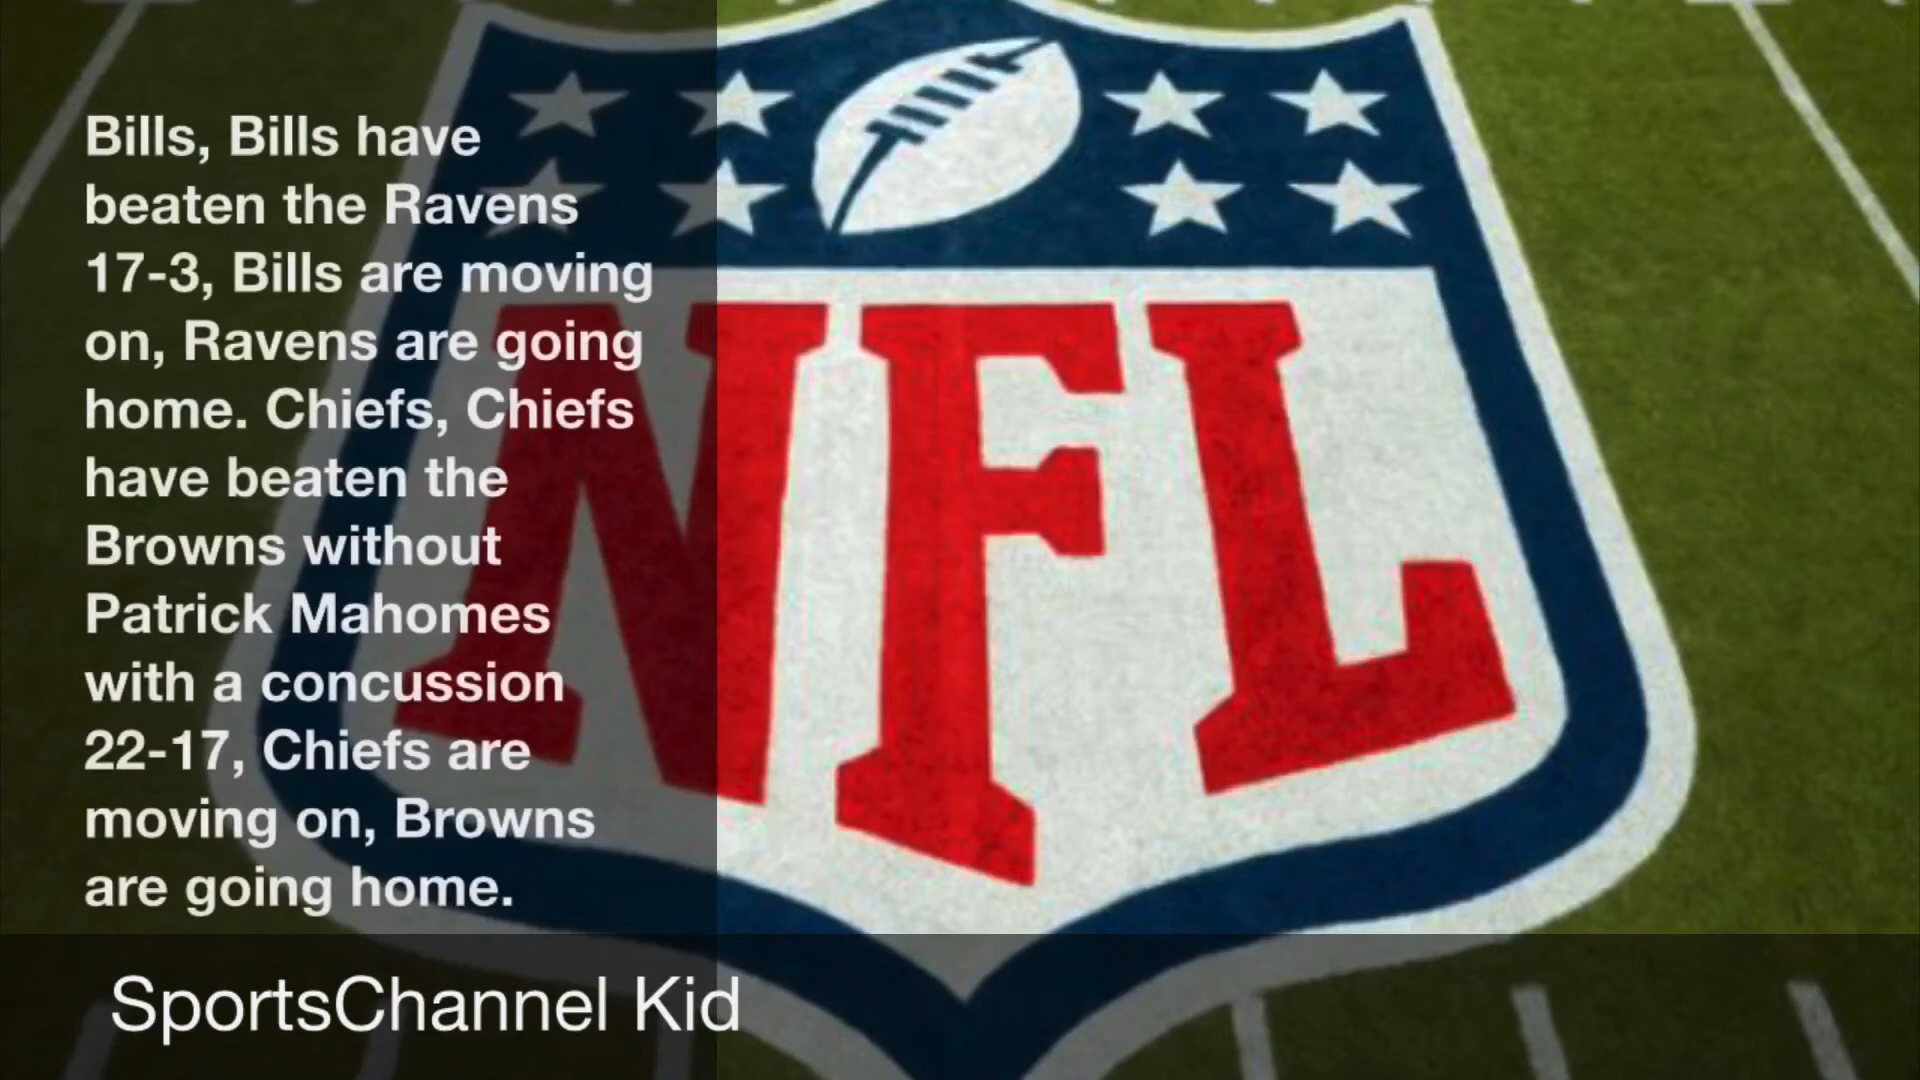 Bills, Bills have
beaten the Ravens
17-3, Bills are moving
on, Ravens are going
home. Chiefs, Chiefs
have beaten the
Browns without
Patrick Mahomes
with a concussion
22-17, Chiefs are
moving on, Browns
are going home.
NFL
SportsChannel Kid